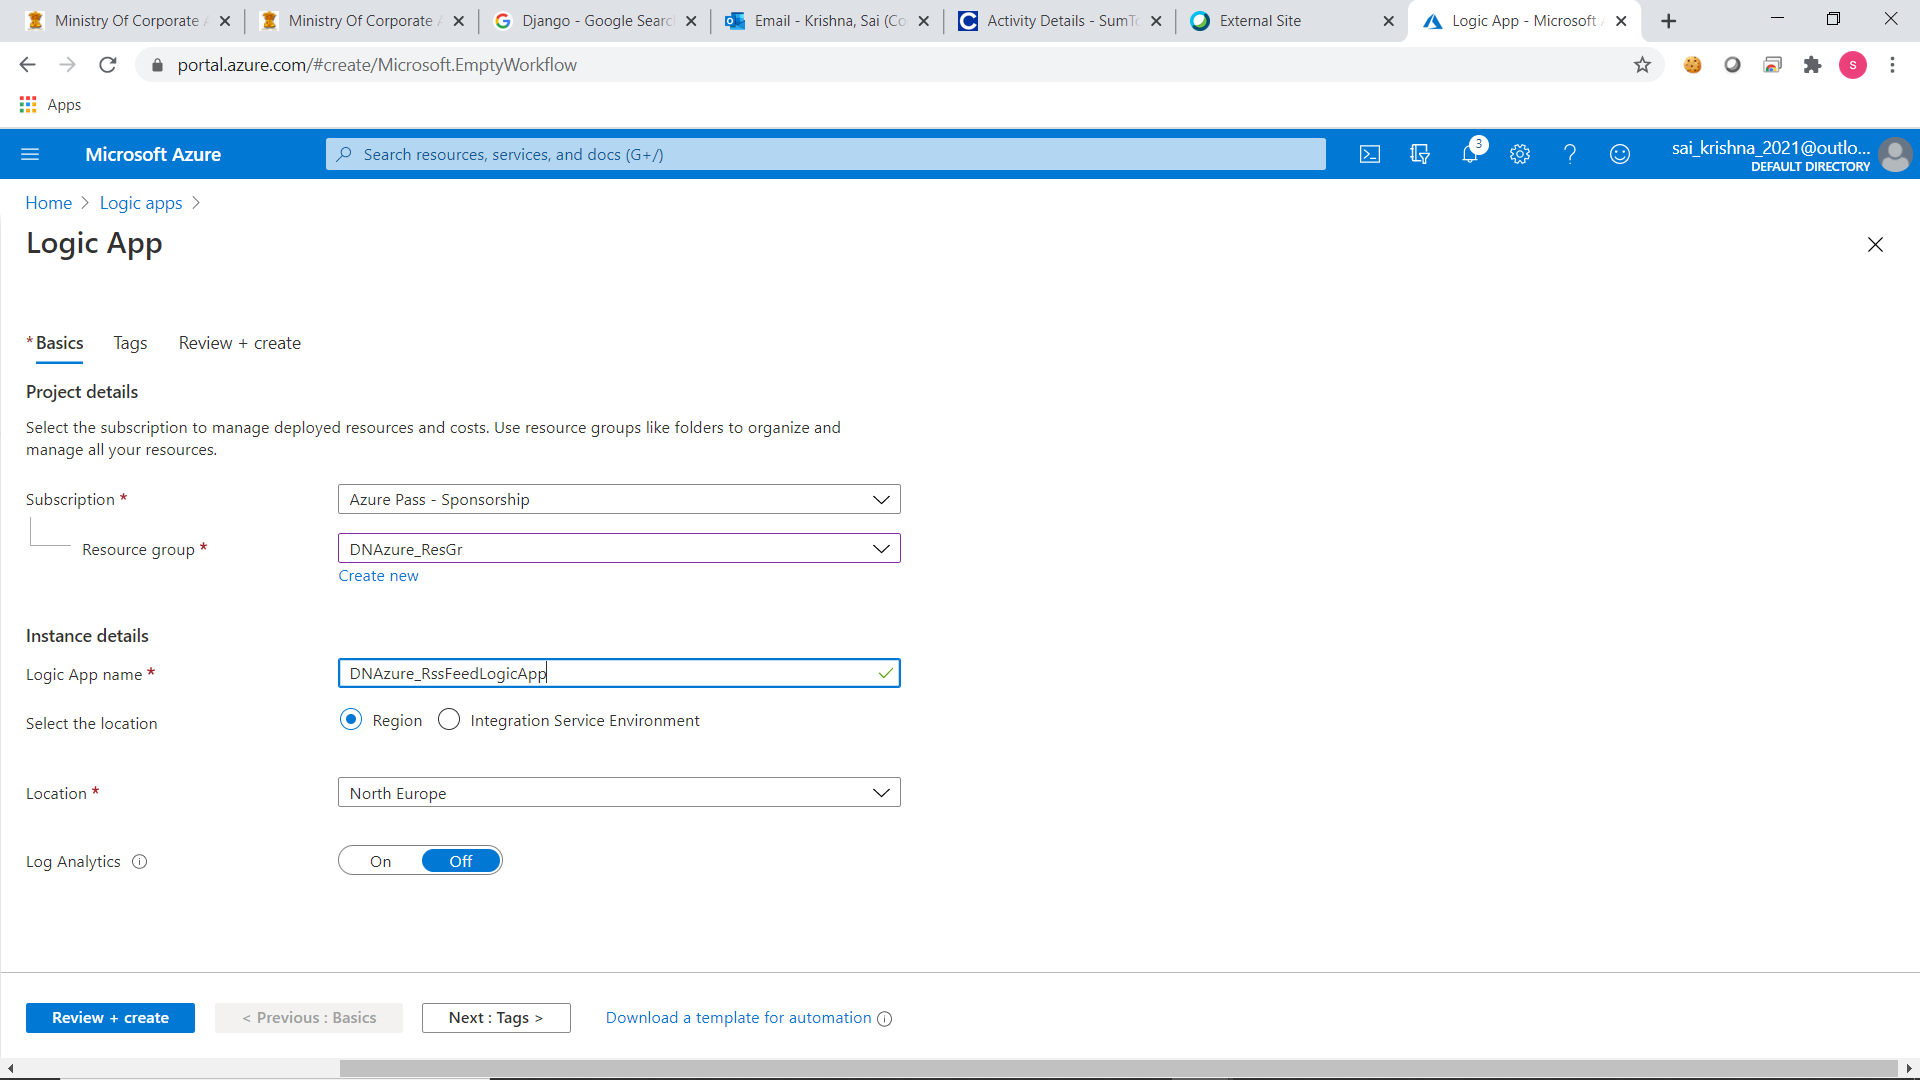 Ministry Of Corporate
Ministry Of Corporate
Django - Google Searc
Email - Krishna, Sai (Co
Activity Details - SumTo
External Site
Logic App - Microsoft
portal.azure.com/#create/Microsoft.EmptyWorkflow
S
Apps
Microsoft Azure
Search resources, services, and docs (G+/)
3
sai_krishna_2021@outlo...
DEFAULT DIRECTORY
Home > Logic apps >
Logic App
* Basics Tags Review + create
Project details
Select the subscription to manage deployed resources and costs. Use resource groups like folders to organize and
manage all your resources.
Subscription * Azure Pass - Sponsorship
Resource group * DNAzure_ResGr
Create new
Instance details
Logic App name * DNAzure_RssFeedLogicApp
Select the location Region Integration Service Environment
Location * North Europe
Log Analytics On Off
Review + create < Previous : Basics Next : Tags > Download a template for automation